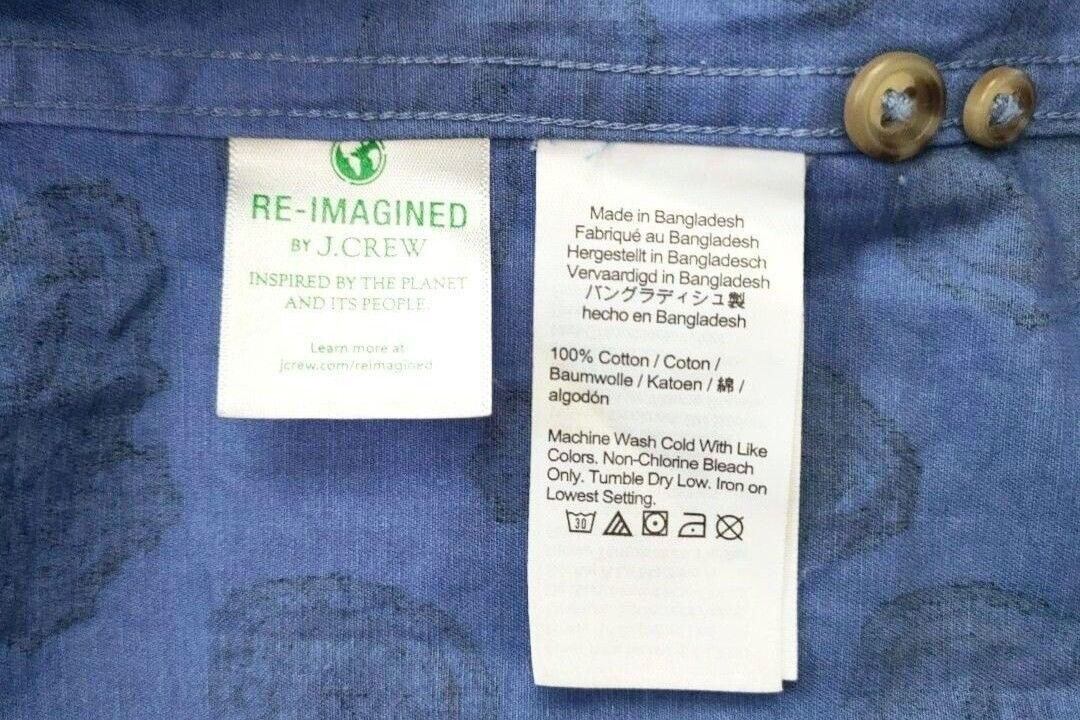 RE-IMAGINED
BY J.CREW
INSPIRED BY THE PLANET
AND ITS PEOPLE.
Learn more at
jcrew.com/reimagined
Made in Bangladesh
Fabriqué au Bangladesh
Hergestellt in Bangladesch
Vervaardigd in Bangladesh
バングラディシュ製
hecho en Bangladesh
100% Cotton / Coton /
Baumwolle / Katoen / 綿 /
algodón
Machine Wash Cold With Like
Colors. Non-Chlorine Bleach
Only. Tumble Dry Low. Iron on
Lowest Setting.
30